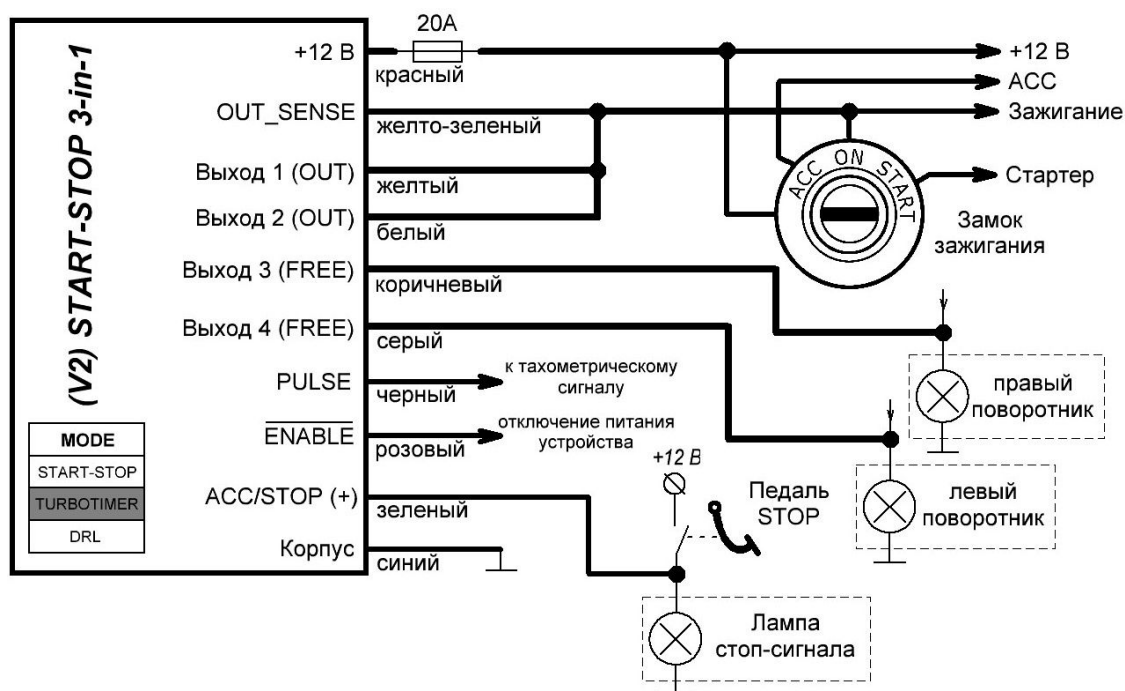 (V2) START-STOP 3-in-1
MODE
START-STOP
TURBOTIMER
DRL
+12 В
OUT_SENSE
Выход 1 (OUT)
Выход 2 (OUT)
Выход 3 (FREE)
Выход 4 (FREE)
PULSE
ENABLE
ACC/STOP (+)
Корпус
20А
красный
желто-зеленый
желтый
белый
коричневый
серый
черный
розовый
зеленый
синий
к тахометрическому
сигналу
отключение питания
устройства
+12 В
ACC
Зажигание
Стартер
ACC ON START
Замок
зажигания
правый
поворотник
левый
поворотник
+12 В
Педаль
STOP
Лампа
стоп-сигнала